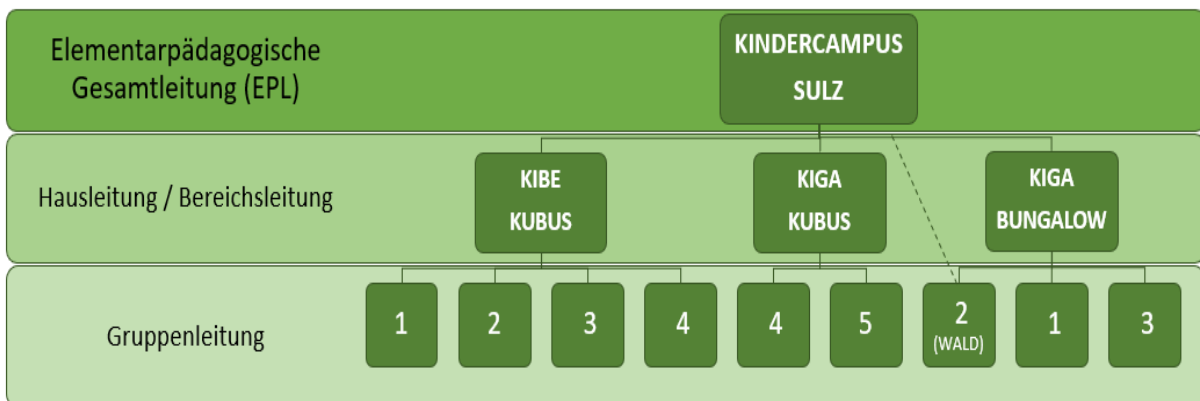 Elementarpädagogische
Gesamtleitung (EPL)
KINDERCAMPUS
SULZ
Hausleitung / Bereichsleitung
KIBE
KUBUS
KIGA
KUBUS
KIGA
BUNGALOW
Gruppenleitung
1
2
3
4
4
5
2
(WALD)
1
3